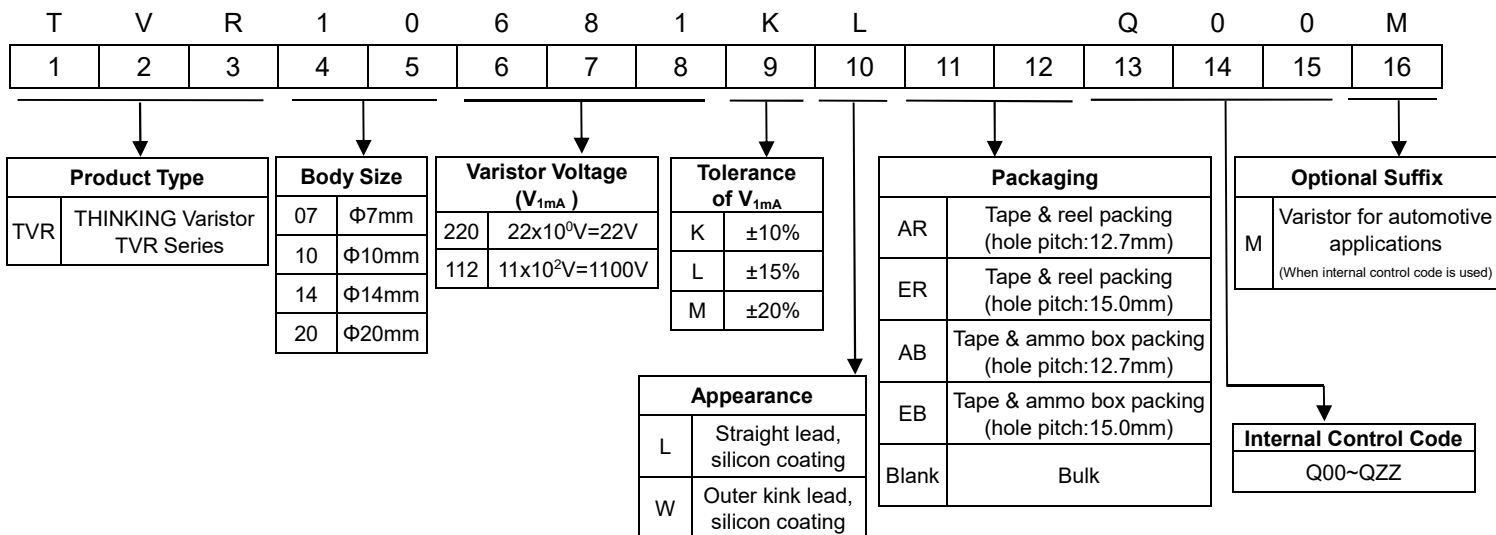 T V R 1 0 6 8 1 K L Q 0 0 M
1 2 3 4 5 6 7 8 9 10 11 12 13 14 15 16
Product Type
TVR THINKING Varistor
TVR Series
Body Size
07 Φ7mm
10 Φ10mm
14 Φ14mm
20 Φ20mm
Varistor Voltage
(V1mA )
220 22x10⁰V=22V
112 11x10²V=1100V
Tolerance
of V1mA
K ±10%
L ±15%
M ±20%
Appearance
L Straight lead,
silicon coating
W Outer kink lead,
silicon coating
Packaging
AR Tape & reel packing
(hole pitch:12.7mm)
ER Tape & reel packing
(hole pitch:15.0mm)
AB Tape & ammo box packing
(hole pitch:12.7mm)
EB Tape & ammo box packing
(hole pitch:15.0mm)
Blank Bulk
Optional Suffix
M Varistor for automotive
applications
(When internal control code is used)
Internal Control Code
Q00~QZZ